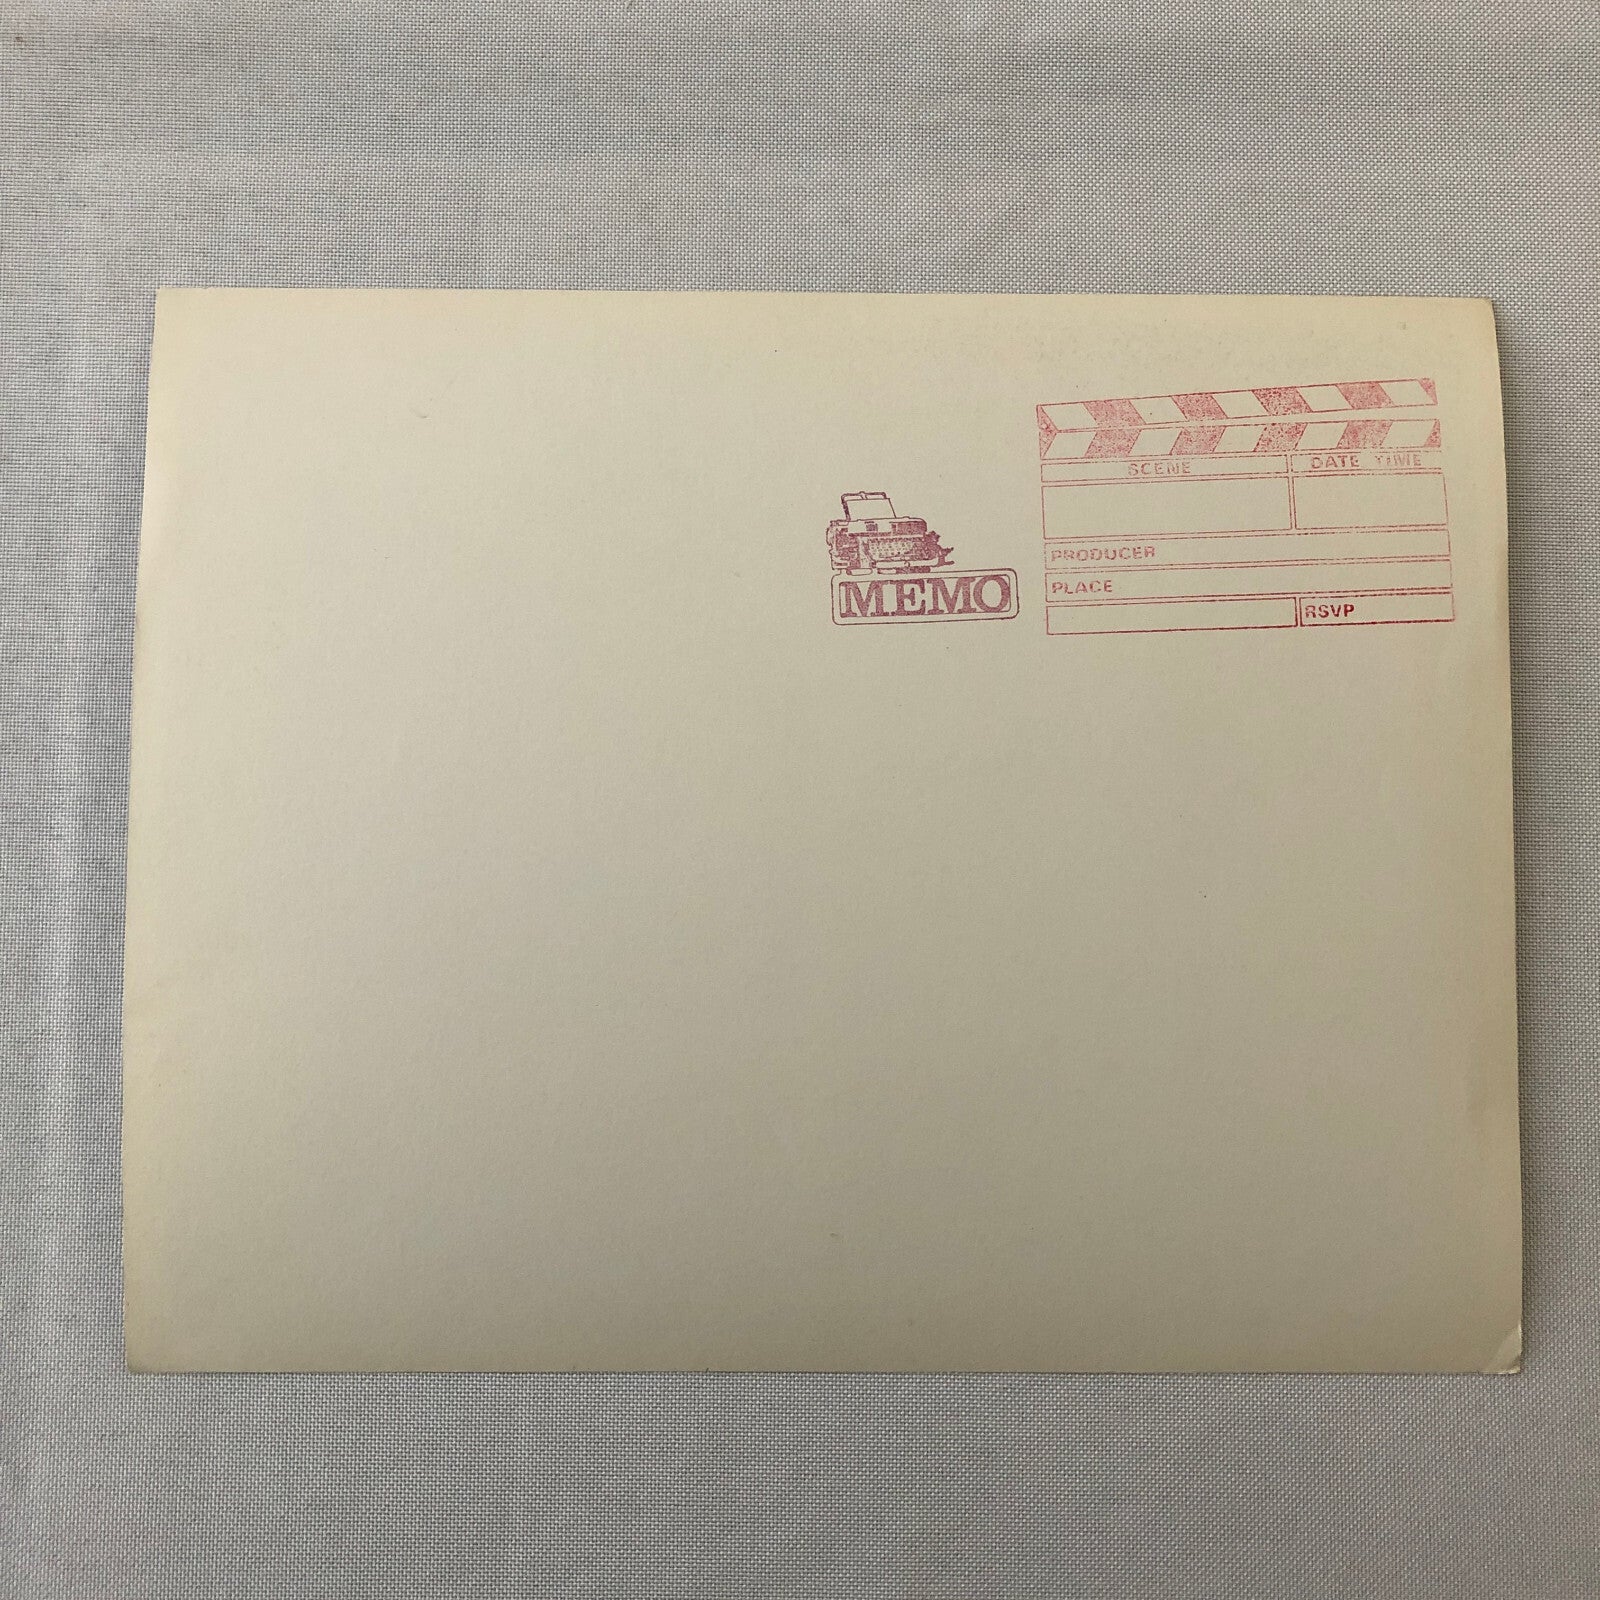 SCENE
DATE TIME
PRODUCER
MEMO
PLACE
RSVP